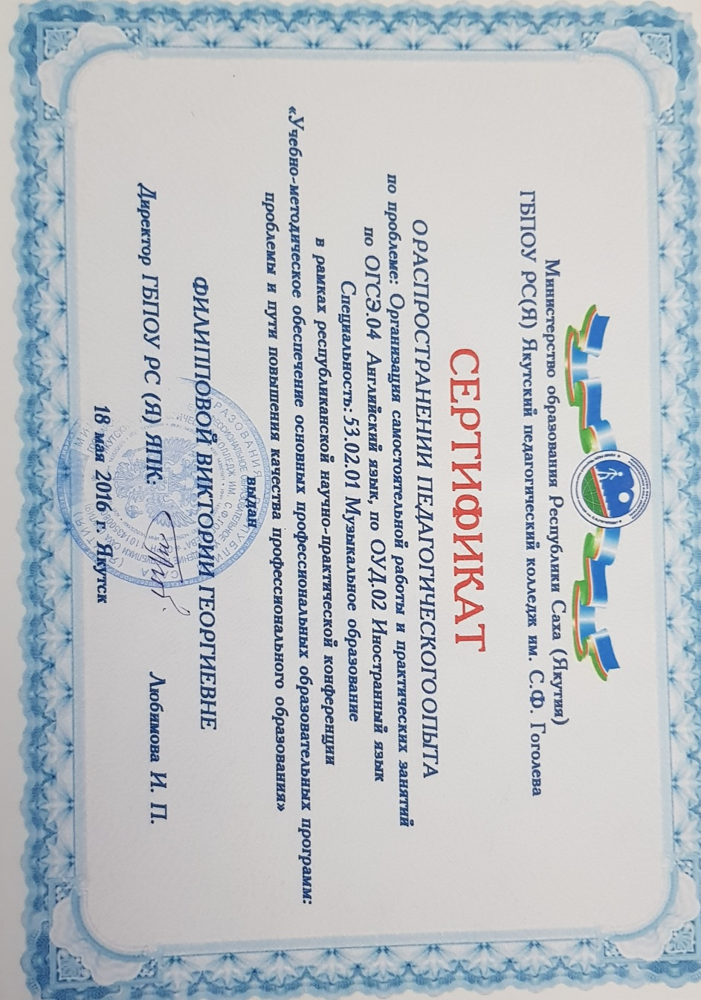 Министерство образования Республики Саха (Якутия)
ГБПОУ РС(Я) Якутский педагогический колледж им. С.Ф. Гоголева
СЕРТИФИКАТ
О РАСПРОСТРАНЕНИИ ПЕДАГОГИЧЕСКОГО ОПЫТА
по проблеме: Организация самостоятельной работы и практических занятий
по ОГСЭ.04 Английский язык, по ОУД.02 Иностранный язык
Специальность: 53.02.01 Музыкальное образование
в рамках республиканской научно-практической конференции
«Учебно-методическое обеспечение основных профессиональных образовательных программ:
проблемы и пути повышения качества профессионального образования»
выдан
ФИЛИППОВОЙ ВИКТОРИИ ГЕОРГИЕВНЕ
Директор ГБПОУ РС (Я) ЯПК: Любимова И. П.
18 мая 2016 г. Якутск